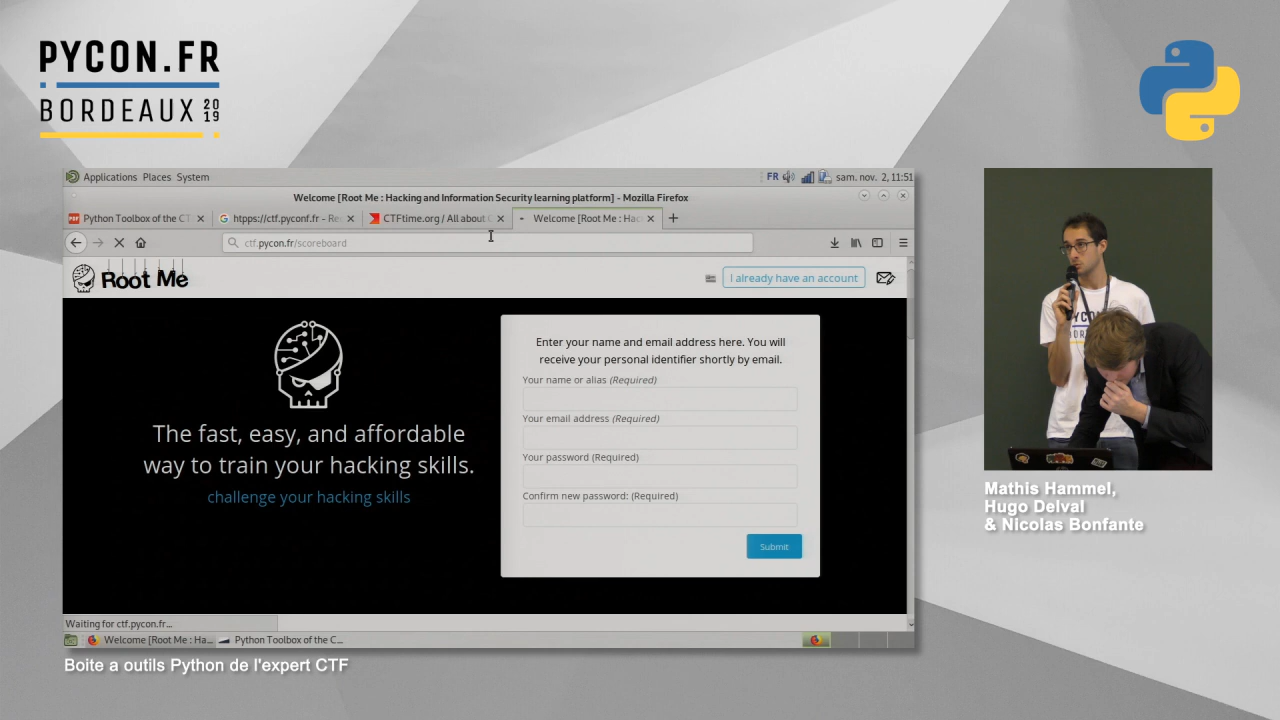 PYCON.FR
BORDEAUX 2019
Applications Places System
FR
sam. nov. 2, 11:51
Welcome [Root Me : Hacking and Information Security learning platform] - Mozilla Firefox
Python Toolbox of the CT
htpps://ctf.pyconf.fr - Re
CTFtime.org / All about C
Welcome [Root Me : Hac
ctf.pycon.fr/scoreboard
Root Me
I already have an account
The fast, easy, and affordable
way to train your hacking skills.
challenge your hacking skills
Enter your name and email address here. You will
receive your personal identifier shortly by email.
Your name or alias (Required)
Your email address (Required)
Your password (Required)
Confirm new password: (Required)
Submit
Waiting for ctf.pycon.fr...
Welcome [Root Me : Ha...
Python Toolbox of the C...
Mathis Hammel,
Hugo Delval
& Nicolas Bonfante
Boite a outils Python de l'expert CTF